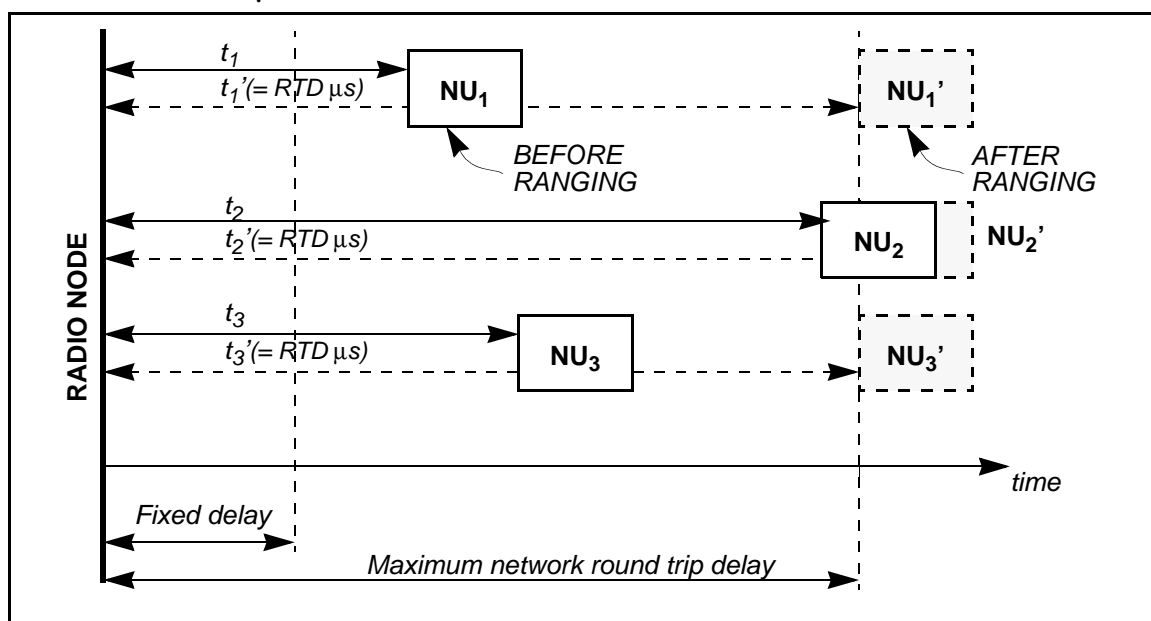 RADIO NODE
t1
t1’(= RTD μs)
NU1
NU1’
BEFORE
RANGING
AFTER
RANGING
t2
t2’(= RTD μs)
NU2
NU2’
t3
t3’(= RTD μs)
NU3
NU3’
time
Fixed delay
Maximum network round trip delay